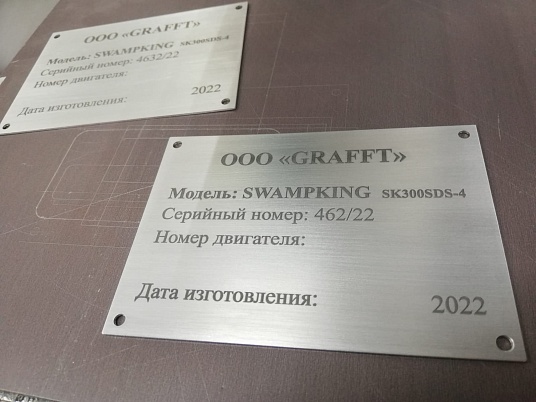 ООО «GRAFFT»
Модель: SWAMPKING SK300SDS-4
Серийный номер: 4632/22
Номер двигателя:
Дата изготовления: 2022
ООО «GRAFFT»
Модель: SWAMPKING SK300SDS-4
Серийный номер: 462/22
Номер двигателя:
Дата изготовления: 2022